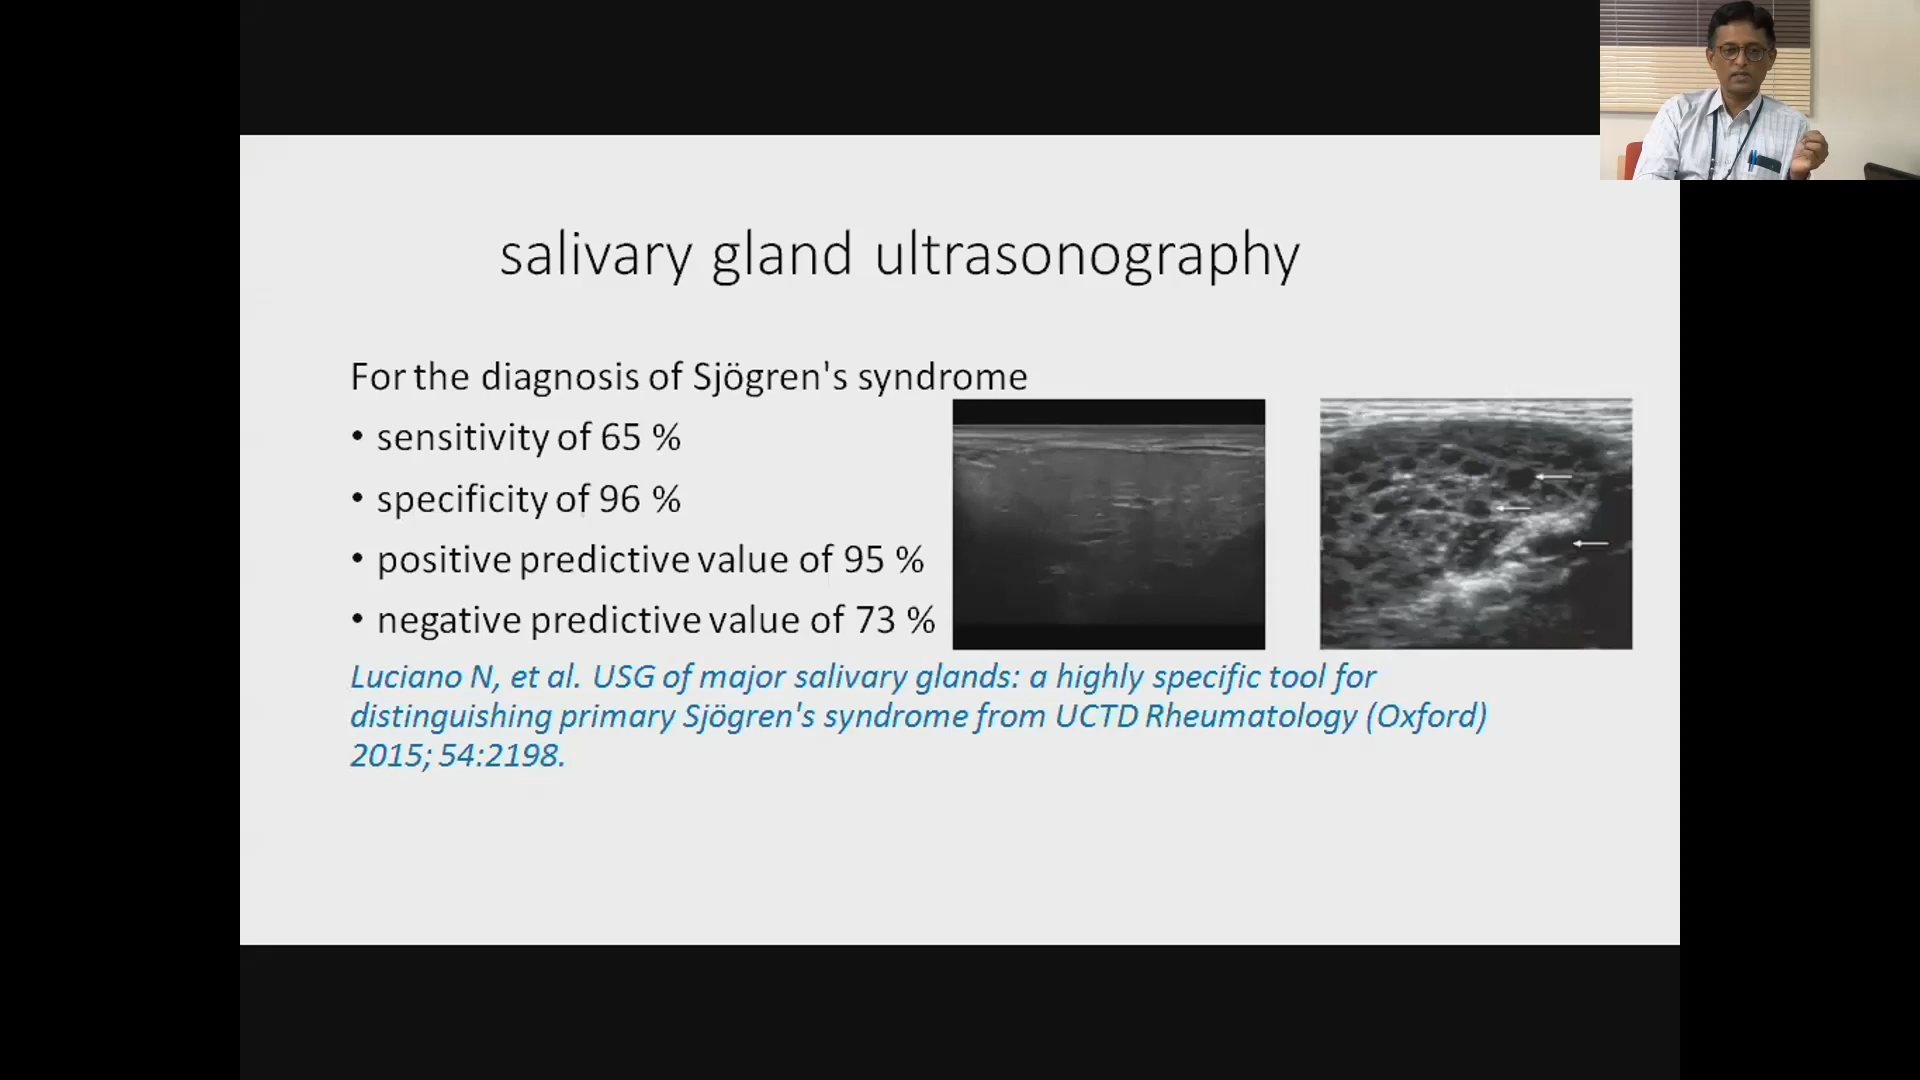 salivary gland ultrasonography
For the diagnosis of Sjögren's syndrome
• sensitivity of 65 %
• specificity of 96 %
• positive predictive value of 95 %
• negative predictive value of 73 %
Luciano N, et al. USG of major salivary glands: a highly specific tool for
distinguishing primary Sjögren's syndrome from UCTD Rheumatology (Oxford)
2015; 54:2198.